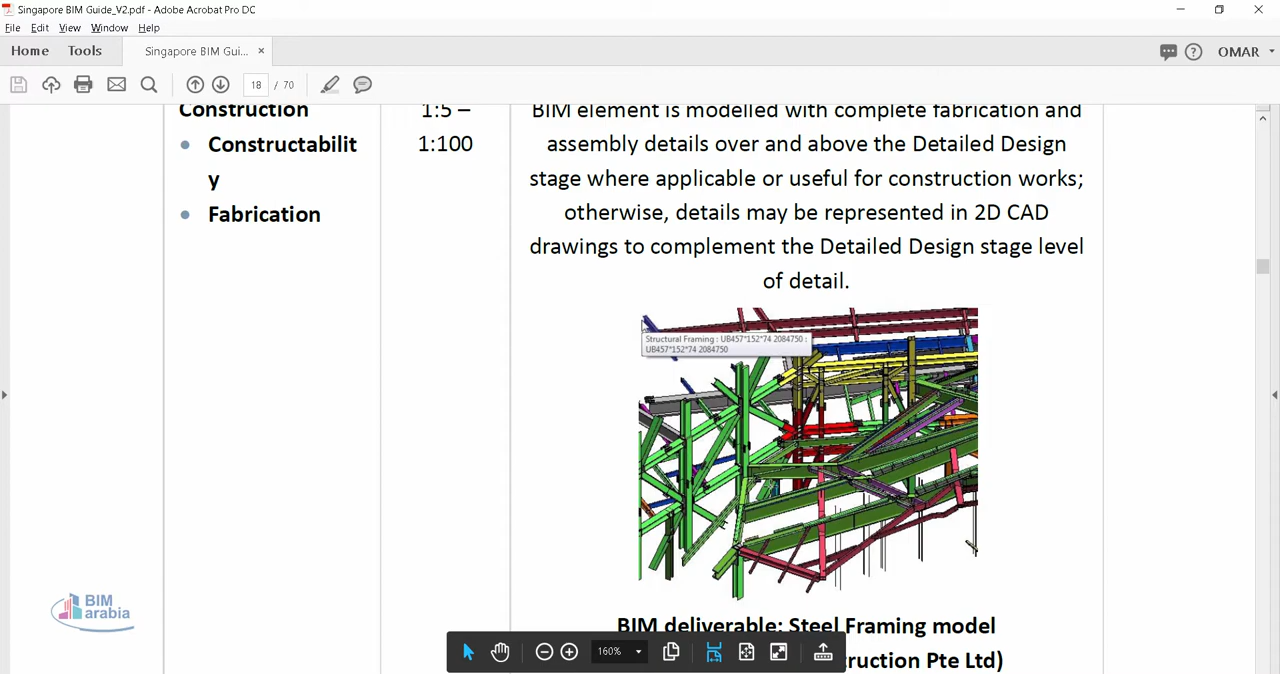 Singapore BIM Guide_V2.pdf - Adobe Acrobat Pro DC
File Edit View Window Help
Home Tools Singapore BIM Gui... ×
OMAR
18 / 70
Construction
• Constructabilit
y
• Fabrication
1:5 –
1:100
BIM element is modelled with complete fabrication and
assembly details over and above the Detailed Design
stage where applicable or useful for construction works;
otherwise, details may be represented in 2D CAD
drawings to complement the Detailed Design stage level
of detail.
Structural Framing : UB457*152*74 2084750 :
UB457*152*74 2084750
BIM deliverable: Steel Framing model
ruction Pte Ltd)
BIM
arabia
160%